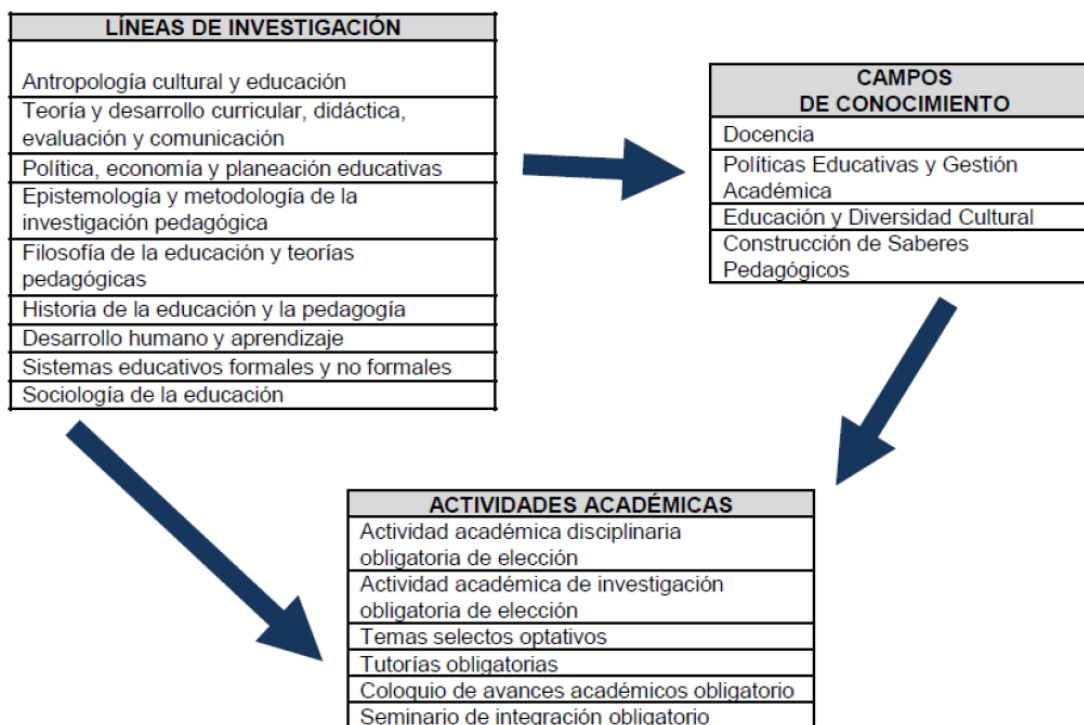 LÍNEAS DE INVESTIGACIÓN
Antropología cultural y educación
Teoría y desarrollo curricular, didáctica,
evaluación y comunicación
Política, economía y planeación educativas
Epistemología y metodología de la
investigación pedagógica
Filosofía de la educación y teorías
pedagógicas
Historia de la educación y la pedagogía
Desarrollo humano y aprendizaje
Sistemas educativos formales y no formales
Sociología de la educación
CAMPOS
DE CONOCIMIENTO
Docencia
Políticas Educativas y Gestión
Académica
Educación y Diversidad Cultural
Construcción de Saberes
Pedagógicos
ACTIVIDADES ACADÉMICAS
Actividad académica disciplinaria
obligatoria de elección
Actividad académica de investigación
obligatoria de elección
Temas selectos optativos
Tutorías obligatorias
Coloquio de avances académicos obligatorio
Seminario de integración obligatorio